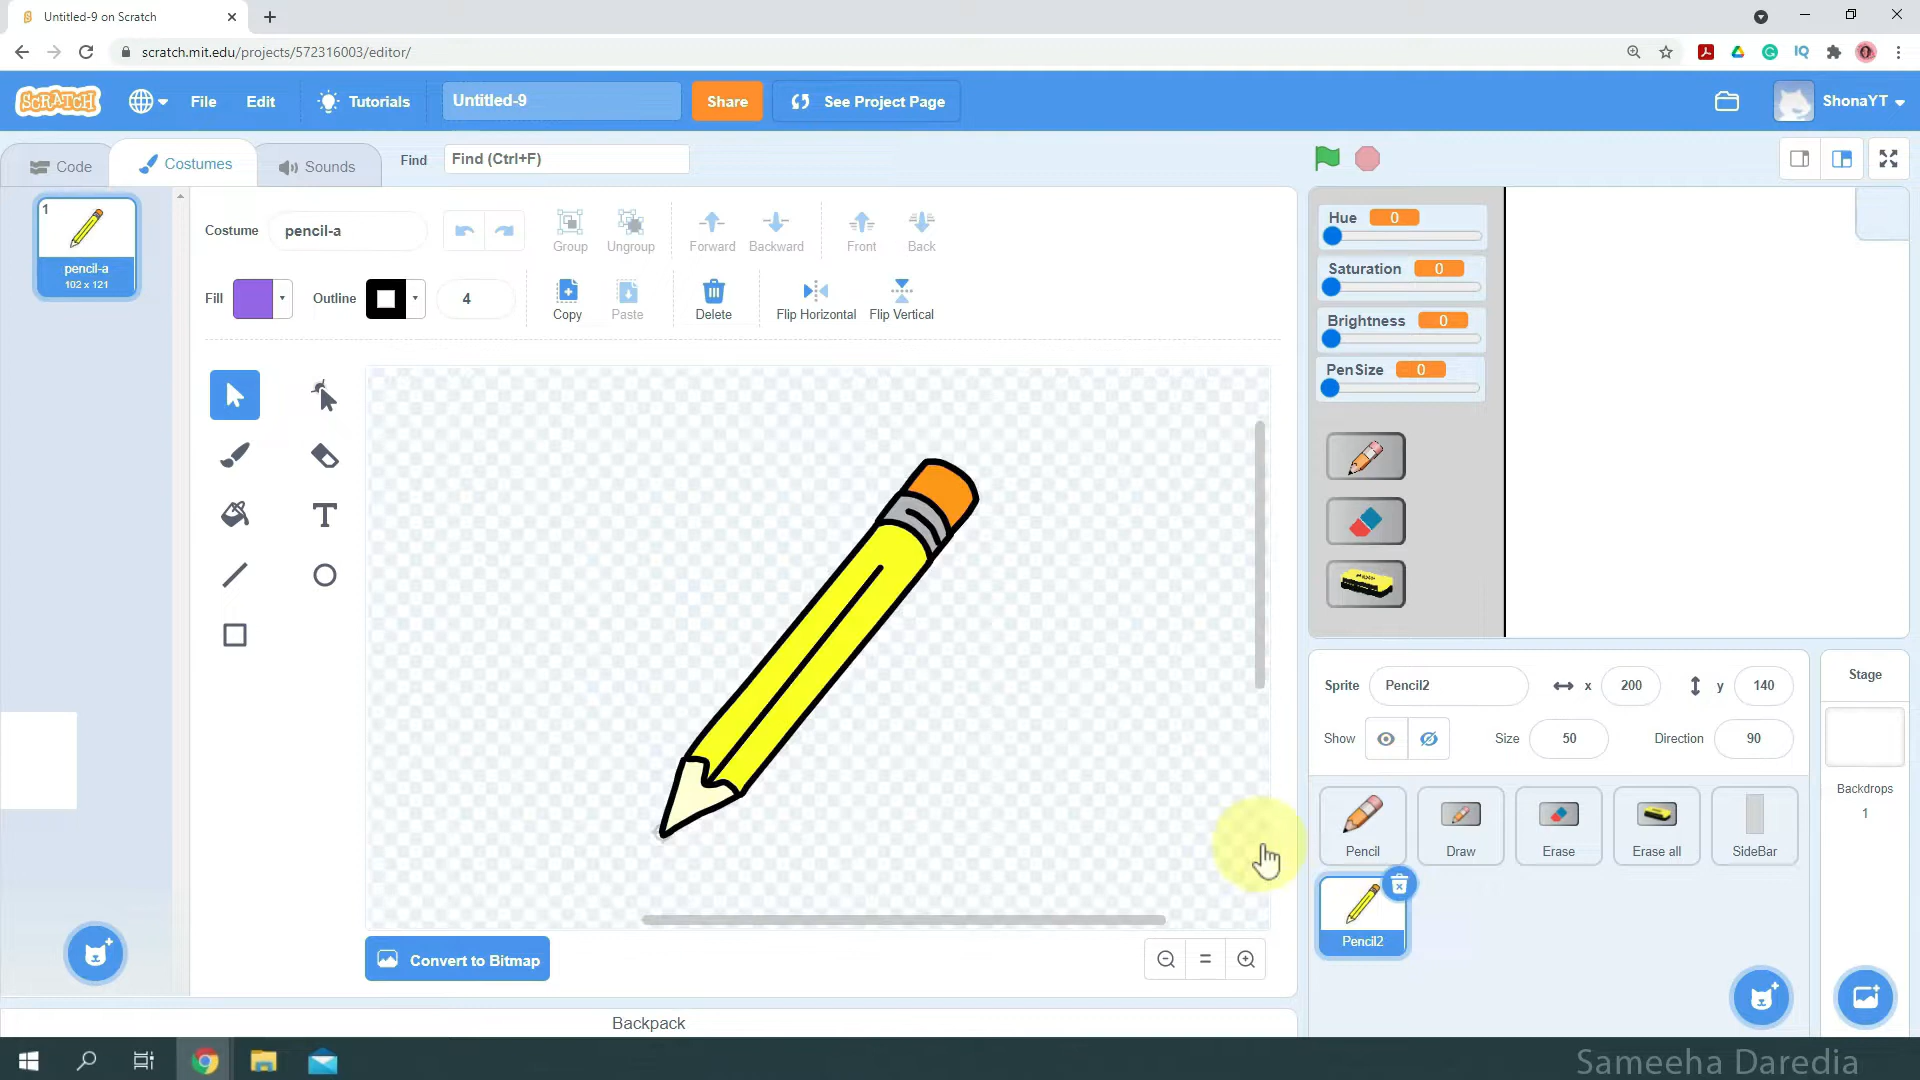 Untitled-9 on Scratch
scratch.mit.edu/projects/572316003/editor/
SCRATCH
File
Edit
Tutorials
Untitled-9
Share
See Project Page
ShonaYT
Code
Costumes
Sounds
Find
Find (Ctrl+F)
1
pencil-a
102 x 121
Costume
pencil-a
Group
Ungroup
Forward
Backward
Front
Back
Fill
Outline
4
Copy
Paste
Delete
Flip Horizontal
Flip Vertical
Convert to Bitmap
Backpack
Hue 0
Saturation 0
Brightness 0
PenSize 0
Sprite
Pencil2
x
200
y
140
Show
Size
50
Direction
90
Pencil
Draw
Erase
Erase all
SideBar
Pencil2
Stage
Backdrops
1
IQ
Sameeha Daredia